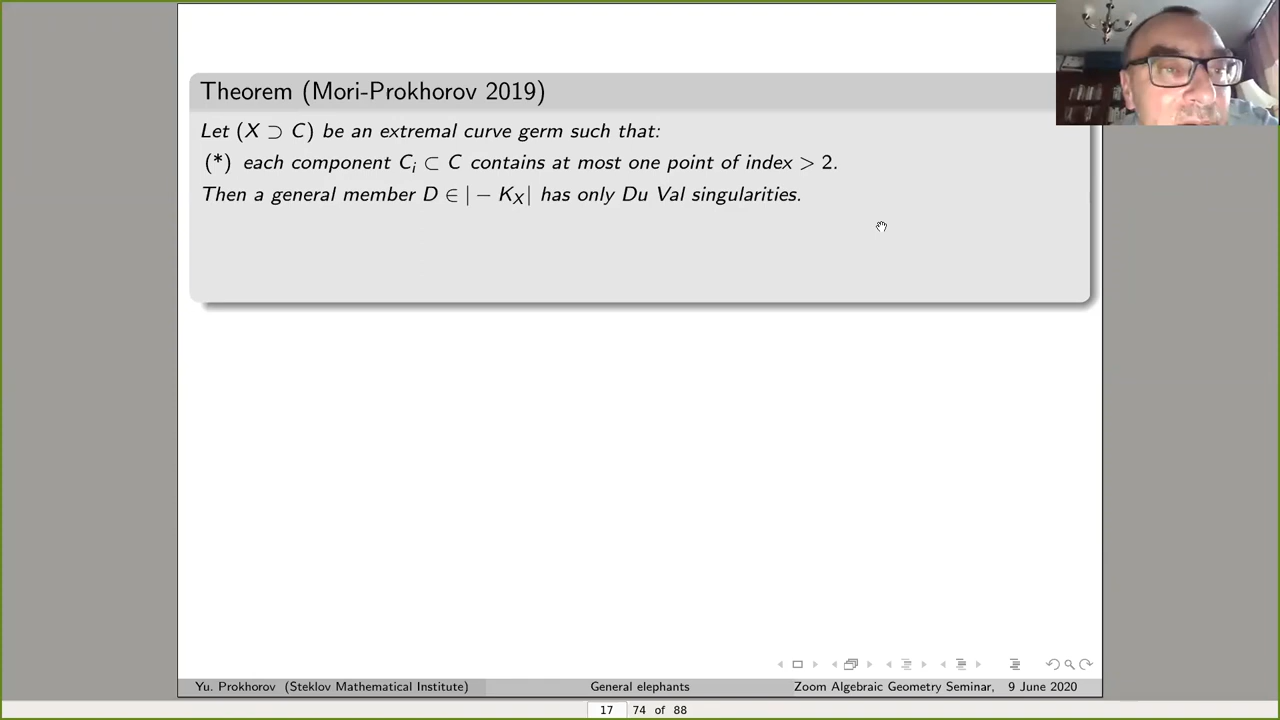 Theorem (Mori-Prokhorov 2019)
Let (X ⊃ C) be an extremal curve germ such that:
(*) each component Cᵢ ⊂ C contains at most one point of index > 2.
Then a general member D ∈ | − K_X| has only Du Val singularities.
Yu. Prokhorov (Steklov Mathematical Institute) General elephants Zoom Algebraic Geometry Seminar, 9 June 2020
17 74 of 88